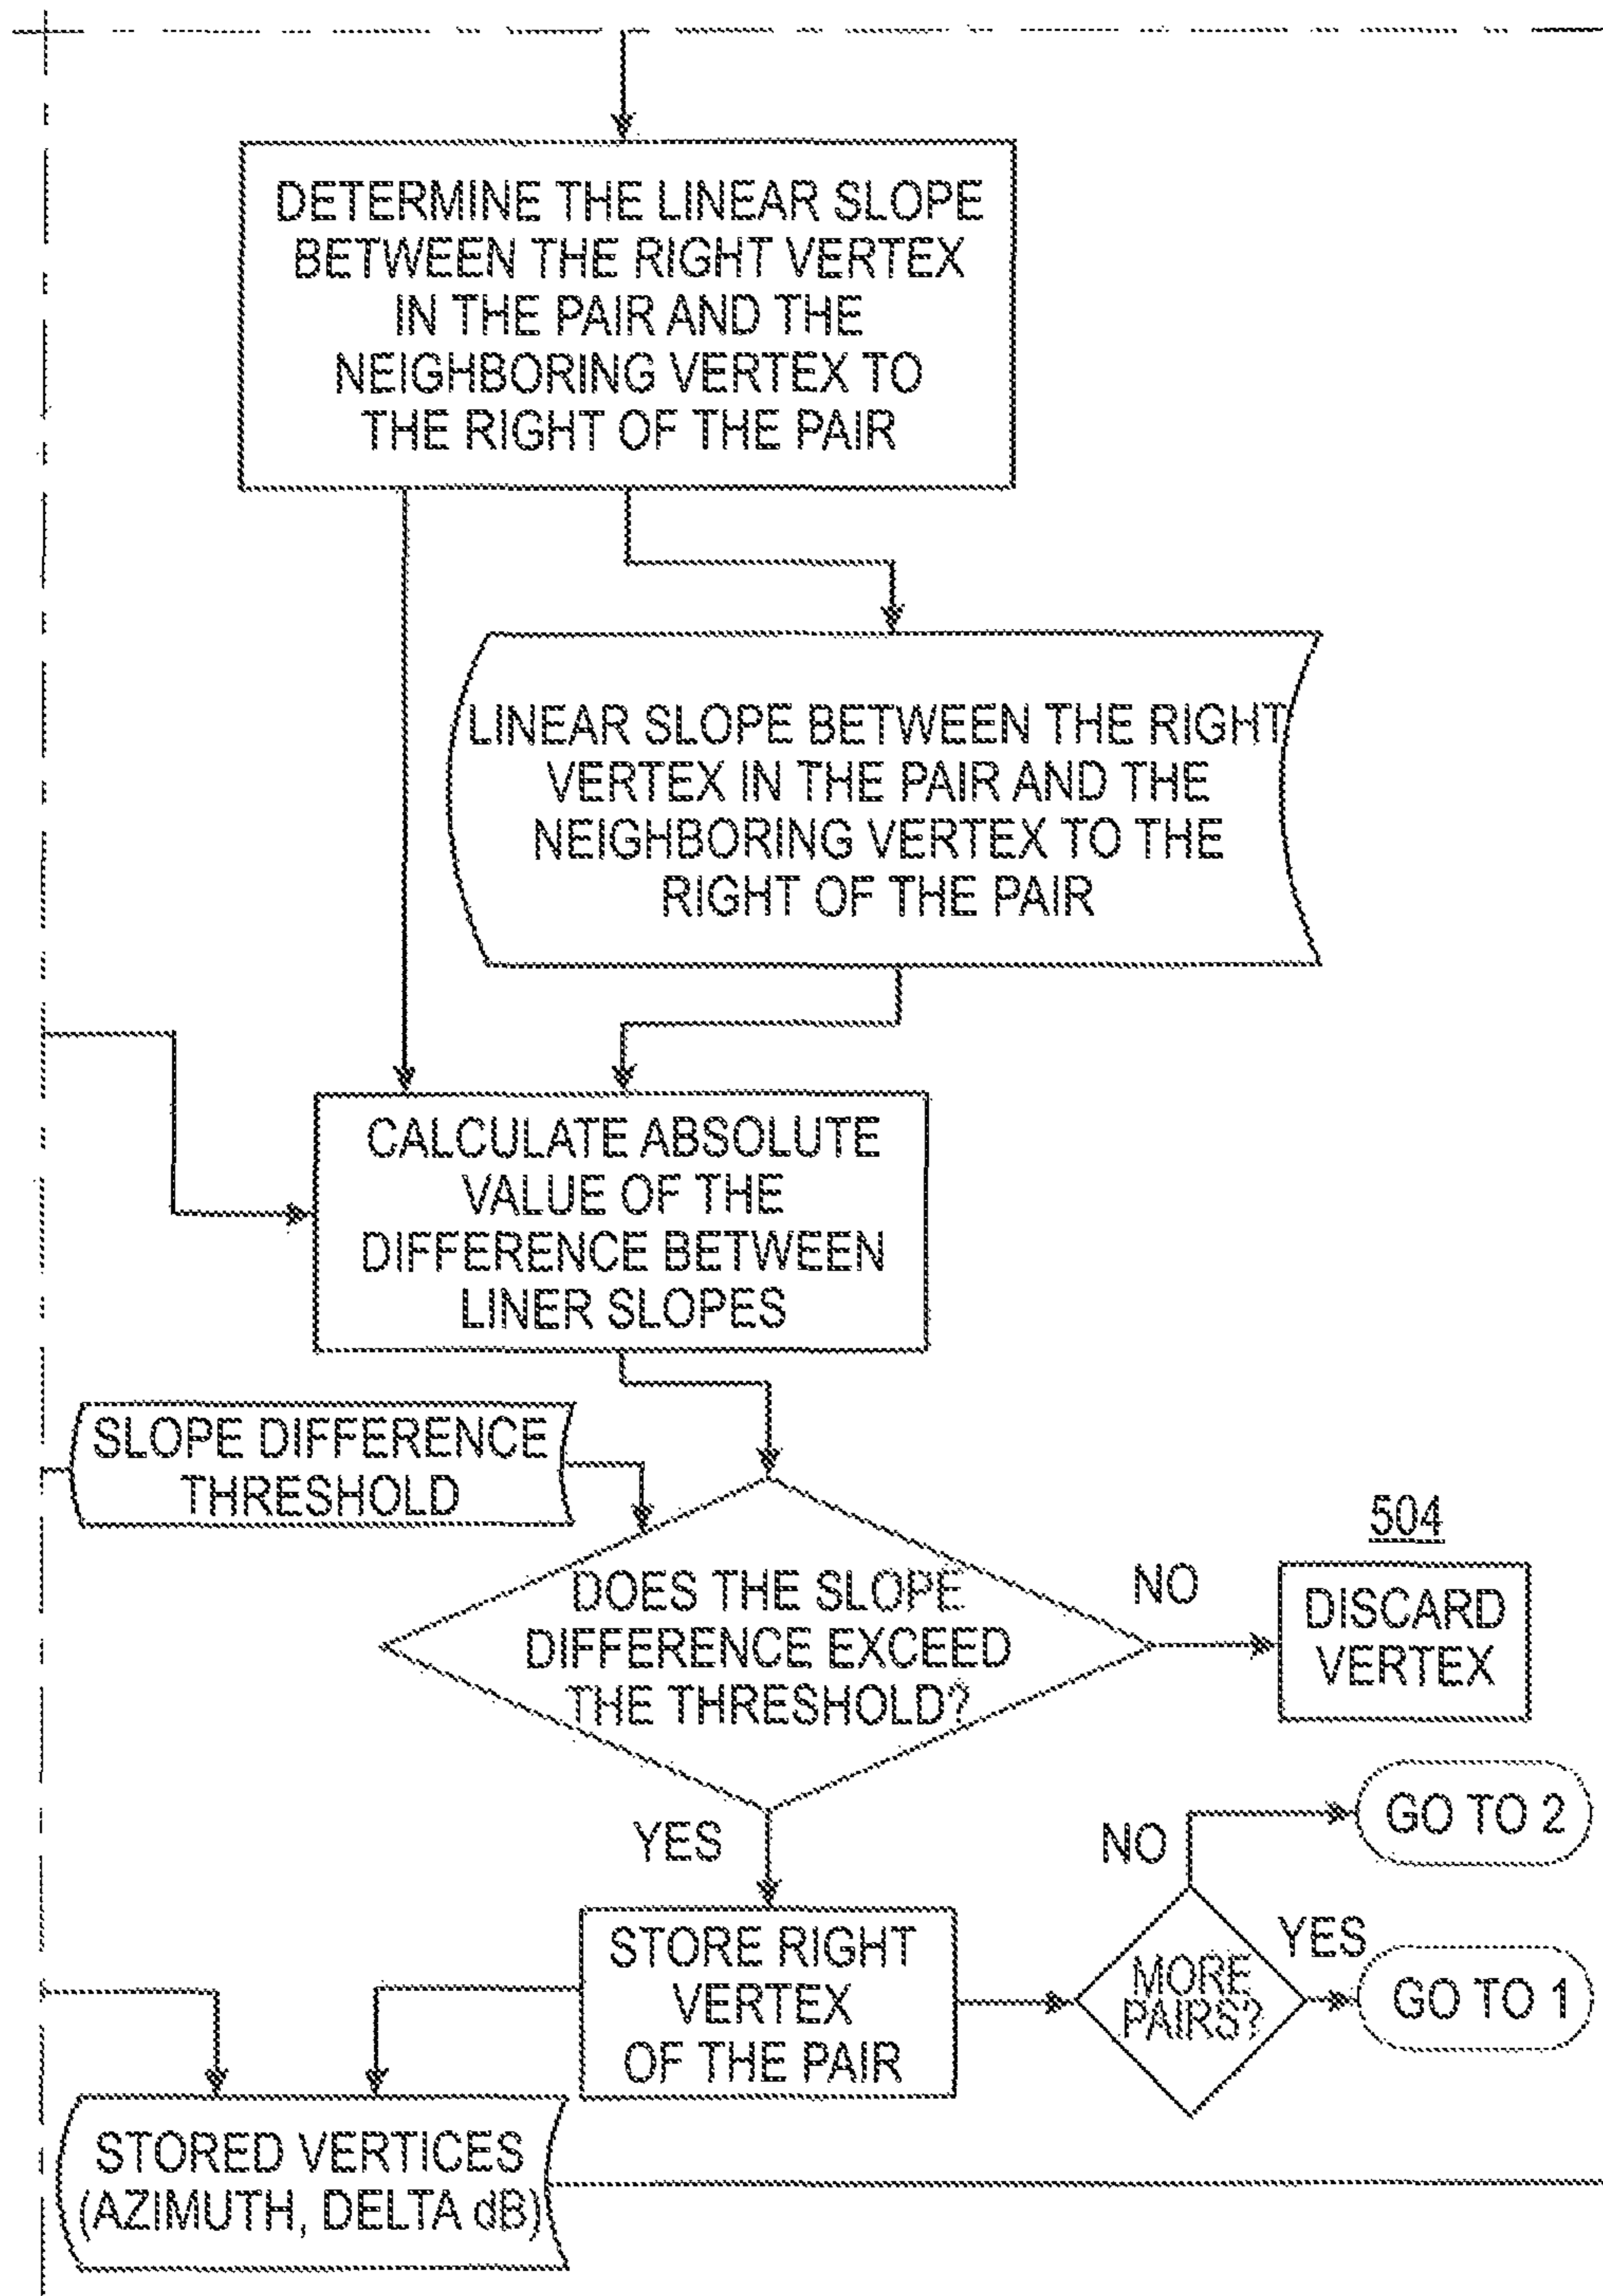 DETERMINE THE LINEAR SLOPE
BETWEEN THE RIGHT VERTEX
IN THE PAIR AND THE
NEIGHBORING VERTEX TO
THE RIGHT OF THE PAIR
LINEAR SLOPE BETWEEN THE RIGHT
VERTEX IN THE PAIR AND THE
NEIGHBORING VERTEX TO THE
RIGHT OF THE PAIR
CALCULATE ABSOLUTE
VALUE OF THE
DIFFERENCE BETWEEN
LINER SLOPES
SLOPE DIFFERENCE
THRESHOLD
DOES THE SLOPE
DIFFERENCE EXCEED
THE THRESHOLD?
NO
504
DISCARD
VERTEX
YES
STORE RIGHT
VERTEX
OF THE PAIR
MORE
PAIRS?
NO
GO TO 2
YES
GO TO 1
STORED VERTICES
(AZIMUTH, DELTA dB)